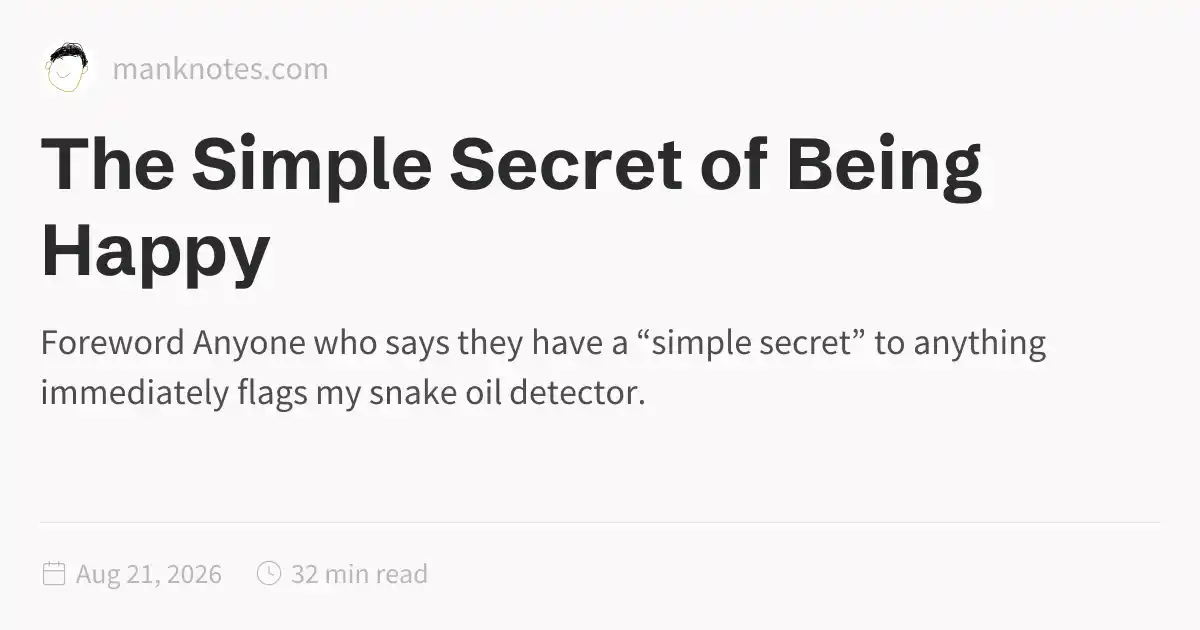 manknotes.com
The Simple Secret of Being
Happy
Foreword Anyone who says they have a “simple secret” to anything
immediately flags my snake oil detector.
Aug 21, 2026
32 min read